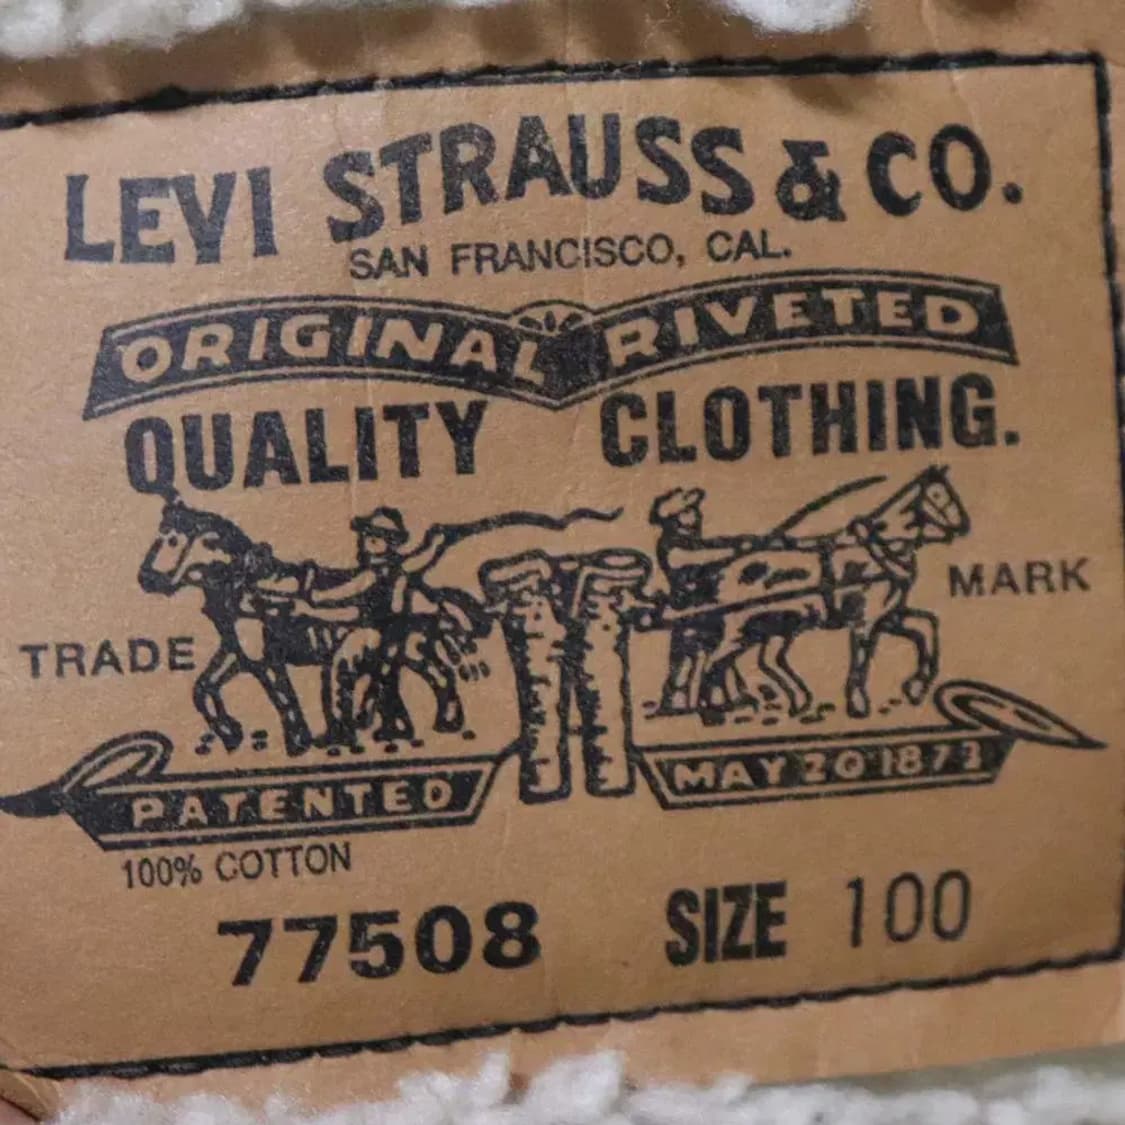 LEVI STRAUSS & CO.
SAN FRANCISCO, CAL.
ORIGINAL RIVETED
QUALITY CLOTHING.
TRADE MARK
PATENTED MAY 20 1873
100% COTTON
77508 SIZE 100